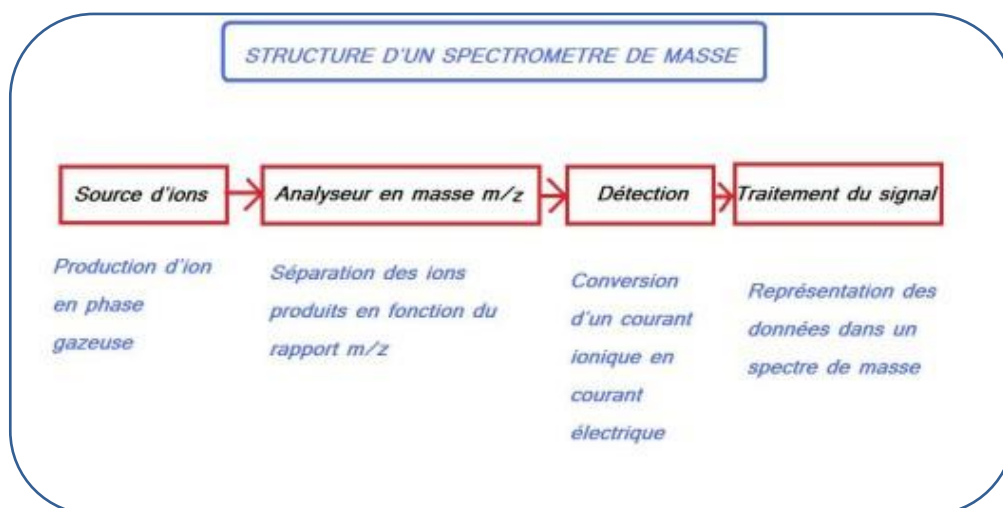 STRUCTURE D'UN SPECTROMETRE DE MASSE
Source d'ions
Analyseur en masse m/z
Détection
Traitement du signal
Production d'ion
en phase
gazeuse
Séparation des ions
produits en fonction du
rapport m/z
Conversion
d'un courant
ionique en
courant
électrique
Représentation des
données dans un
spectre de masse